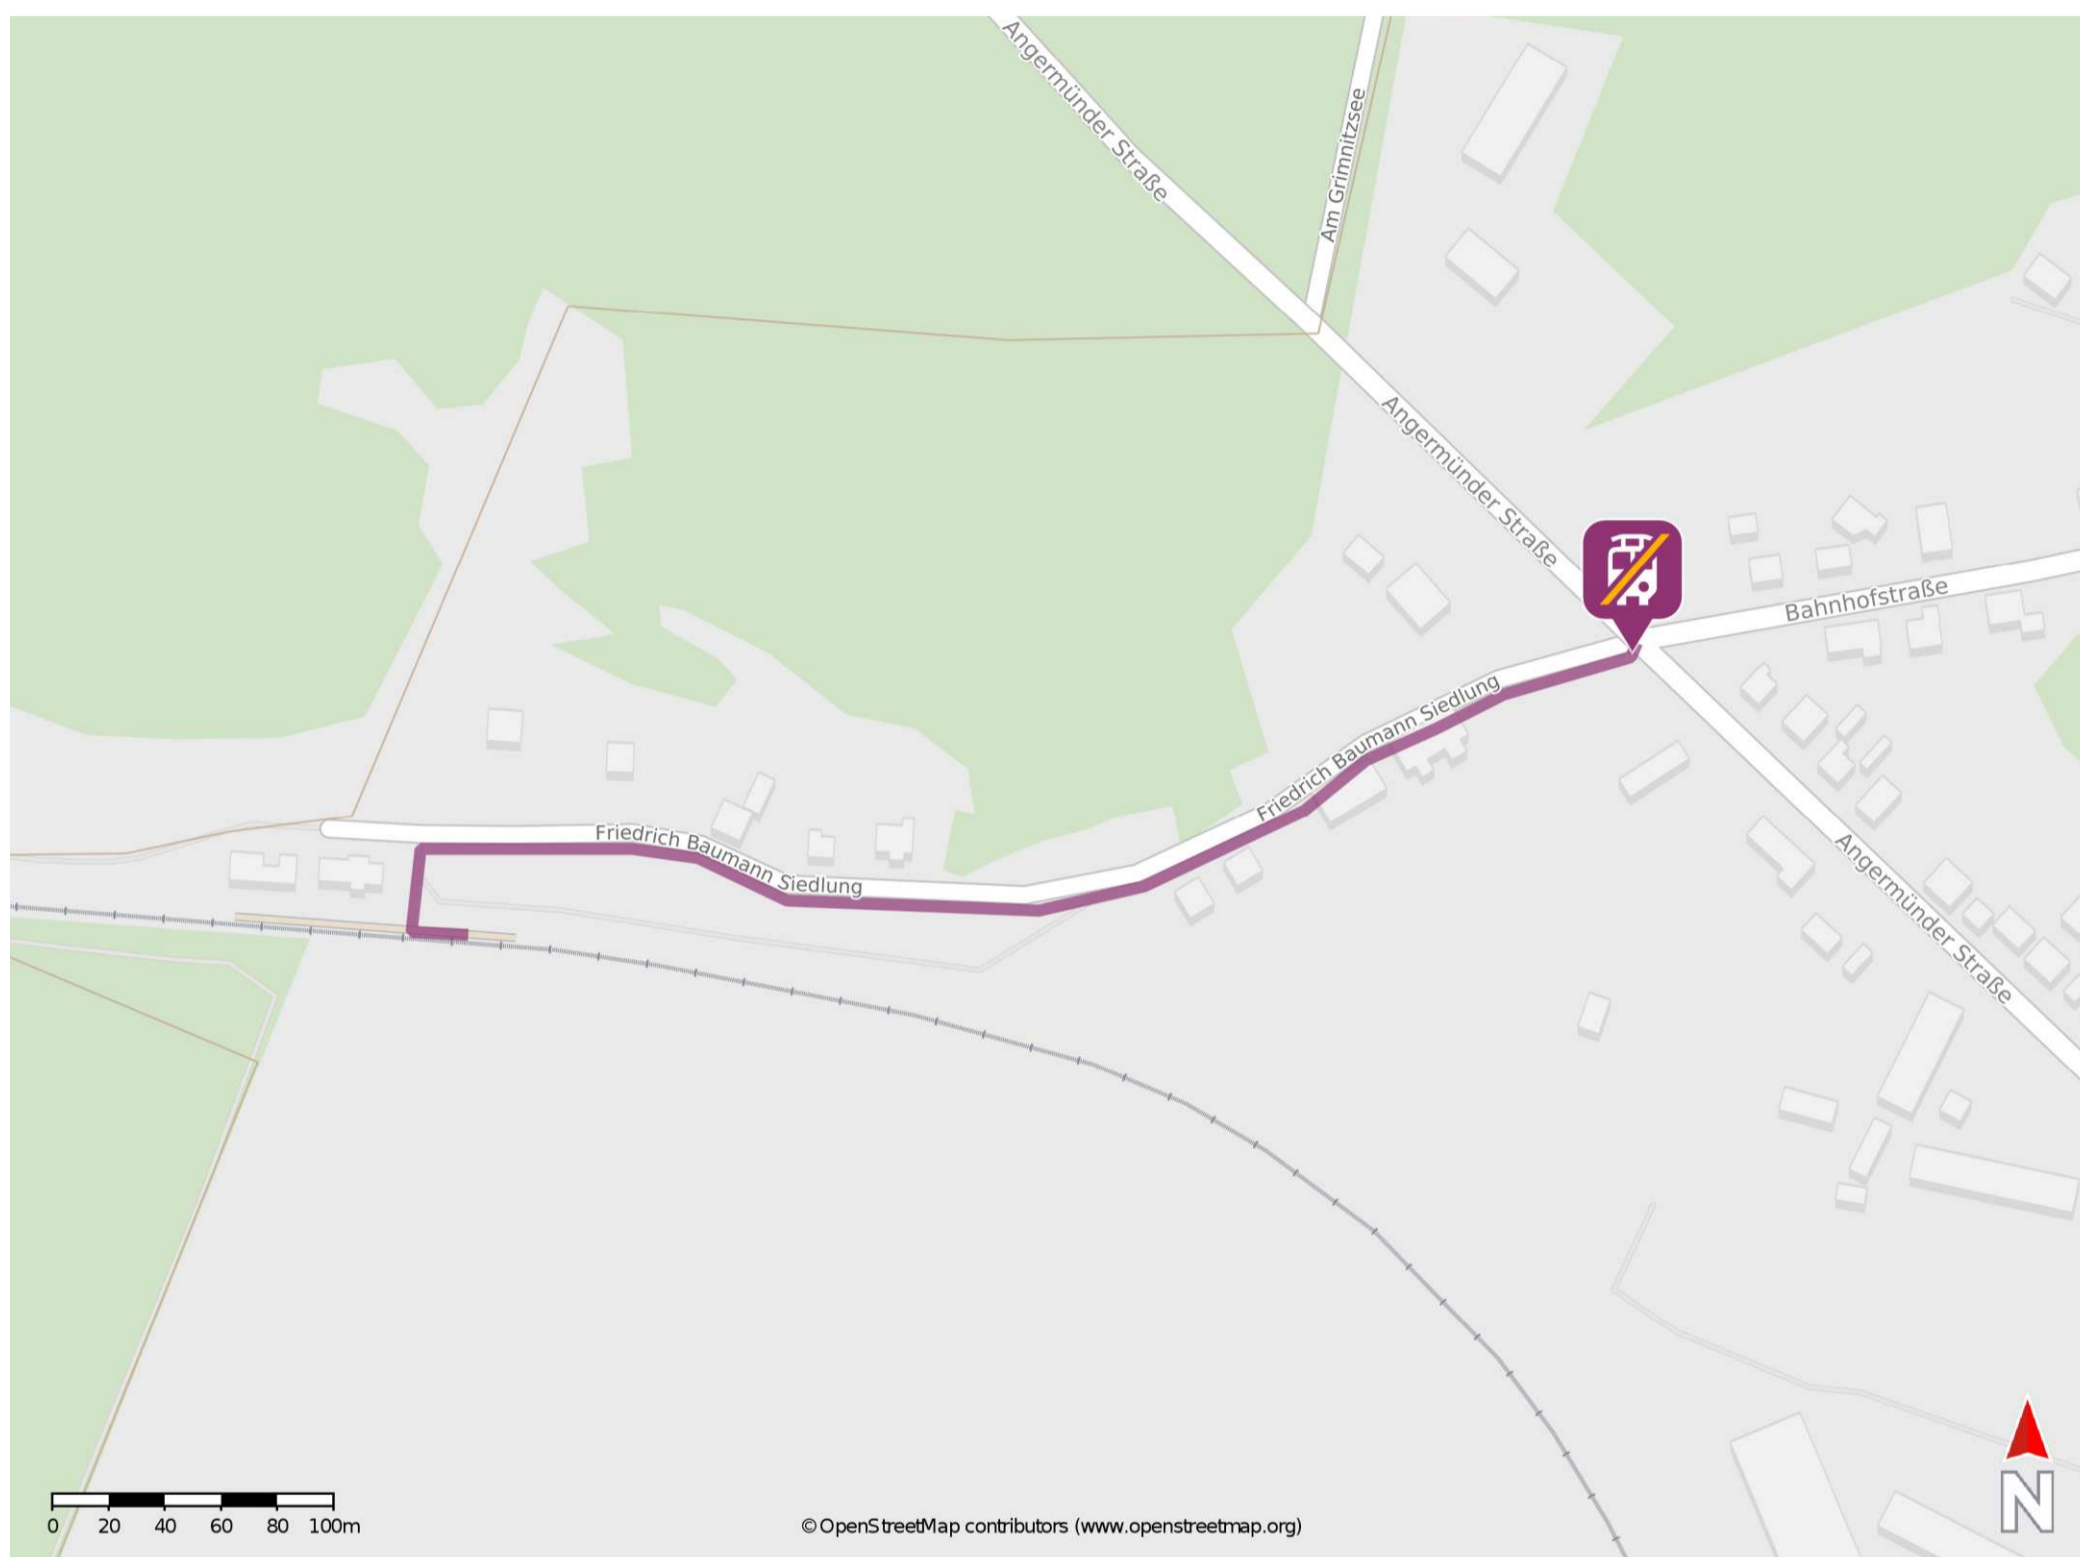 Angermünder Straße
Am Grimnitzsee
Angermünder Straße
Bahnhofstraße
Friedrich Baumann Siedlung
Friedrich Baumann Siedlung
Angermünder Straße
0 20 40 60 80 100m
© OpenStreetMap contributors (www.openstreetmap.org)
N